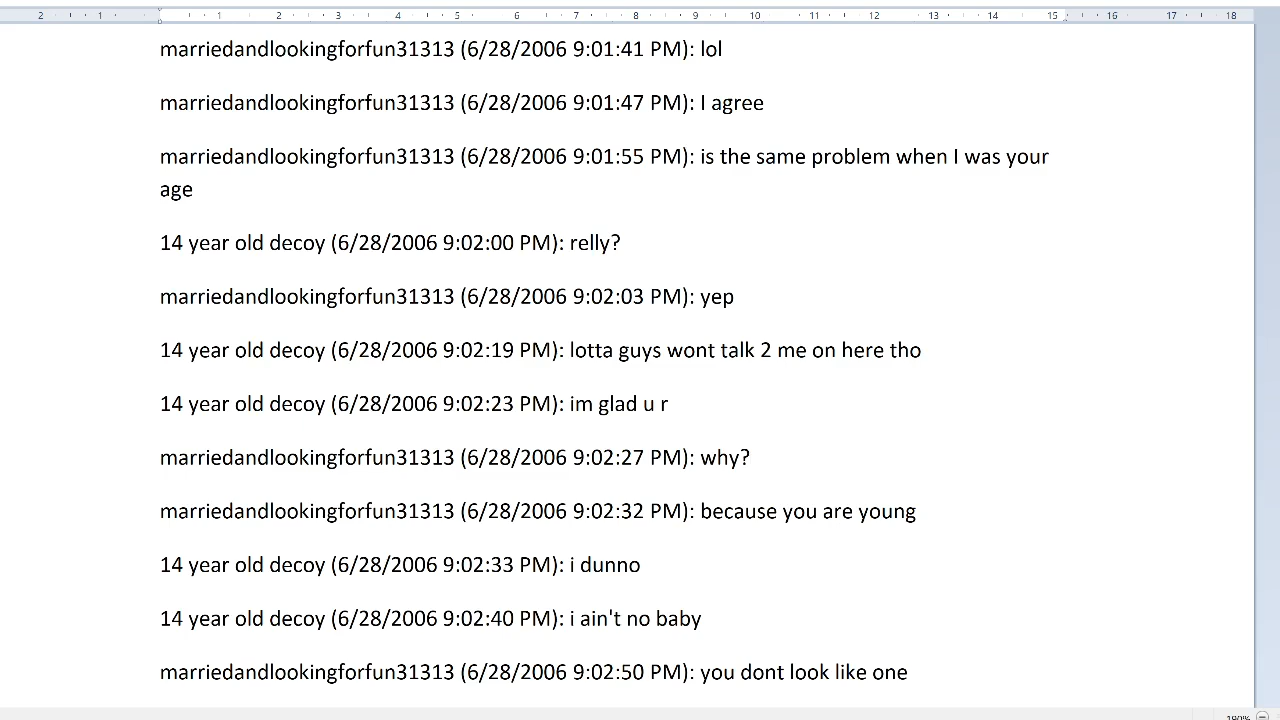 2 1 1 2 3 4 5 6 7 8 9 10 11 12 13 14 15 16 17 18
marriedandlookingforfun31313 (6/28/2006 9:01:41 PM): lol
marriedandlookingforfun31313 (6/28/2006 9:01:47 PM): I agree
marriedandlookingforfun31313 (6/28/2006 9:01:55 PM): is the same problem when I was your
age
14 year old decoy (6/28/2006 9:02:00 PM): relly?
marriedandlookingforfun31313 (6/28/2006 9:02:03 PM): yep
14 year old decoy (6/28/2006 9:02:19 PM): lotta guys wont talk 2 me on here tho
14 year old decoy (6/28/2006 9:02:23 PM): im glad u r
marriedandlookingforfun31313 (6/28/2006 9:02:27 PM): why?
marriedandlookingforfun31313 (6/28/2006 9:02:32 PM): because you are young
14 year old decoy (6/28/2006 9:02:33 PM): i dunno
14 year old decoy (6/28/2006 9:02:40 PM): i ain't no baby
marriedandlookingforfun31313 (6/28/2006 9:02:50 PM): you dont look like one
190%